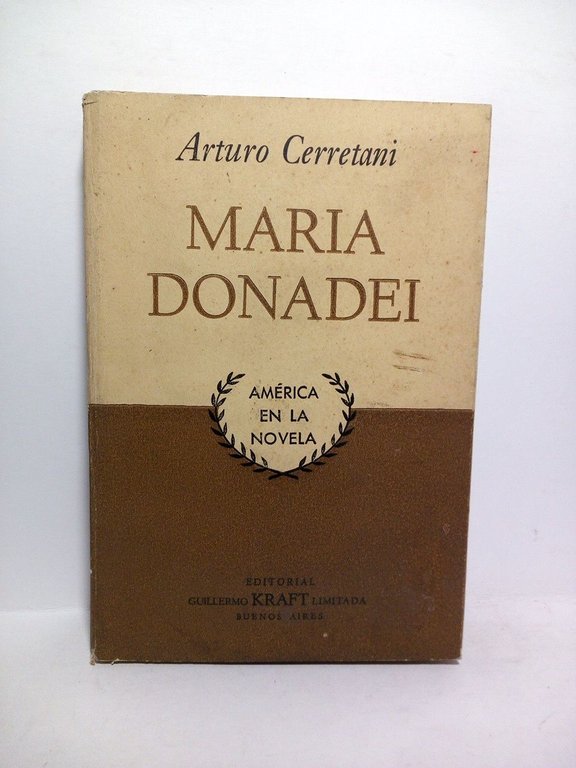 Arturo Cerretani
MARIA
DONADEI
AMÉRICA
EN LA
NOVELA
EDITORIAL
GUILLERMO KRAFT LIMITADA
BUENOS AIRES